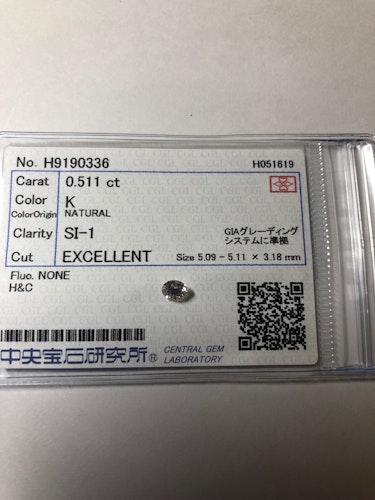 No. H9190336 H051619
Carat 0.511 ct
Color K
ColorOrigin NATURAL
Clarity SI-1 GIAグレーディング
システムに準拠
Cut EXCELLENT Size 5.09 - 5.11 × 3.18 mm
Fluo. NONE
H&C
中央宝石研究所® CENTRAL GEM
LABORATORY